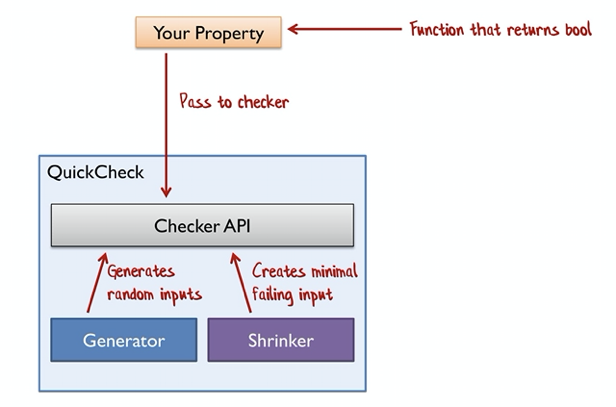 Your Property
Function that returns bool
Pass to checker
QuickCheck
Checker API
Generates
random inputs
Creates minimal
failing input
Generator
Shrinker